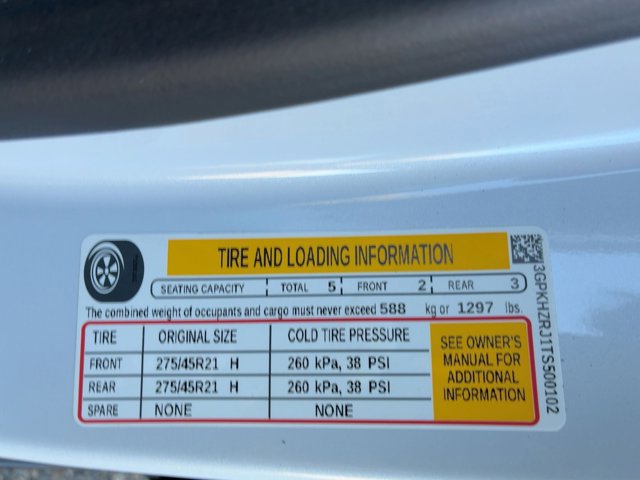 TIRE AND LOADING INFORMATION
SEATING CAPACITY TOTAL 5 FRONT 2 REAR 3
The combined weight of occupants and cargo must never exceed 588 kg or 1297 lbs.
TIRE ORIGINAL SIZE COLD TIRE PRESSURE
FRONT 275/45R21 H 260 kPa, 38 PSI
REAR 275/45R21 H 260 kPa, 38 PSI
SPARE NONE NONE
SEE OWNER'S
MANUAL FOR
ADDITIONAL
INFORMATION
3GPKHZRJ1TS500102